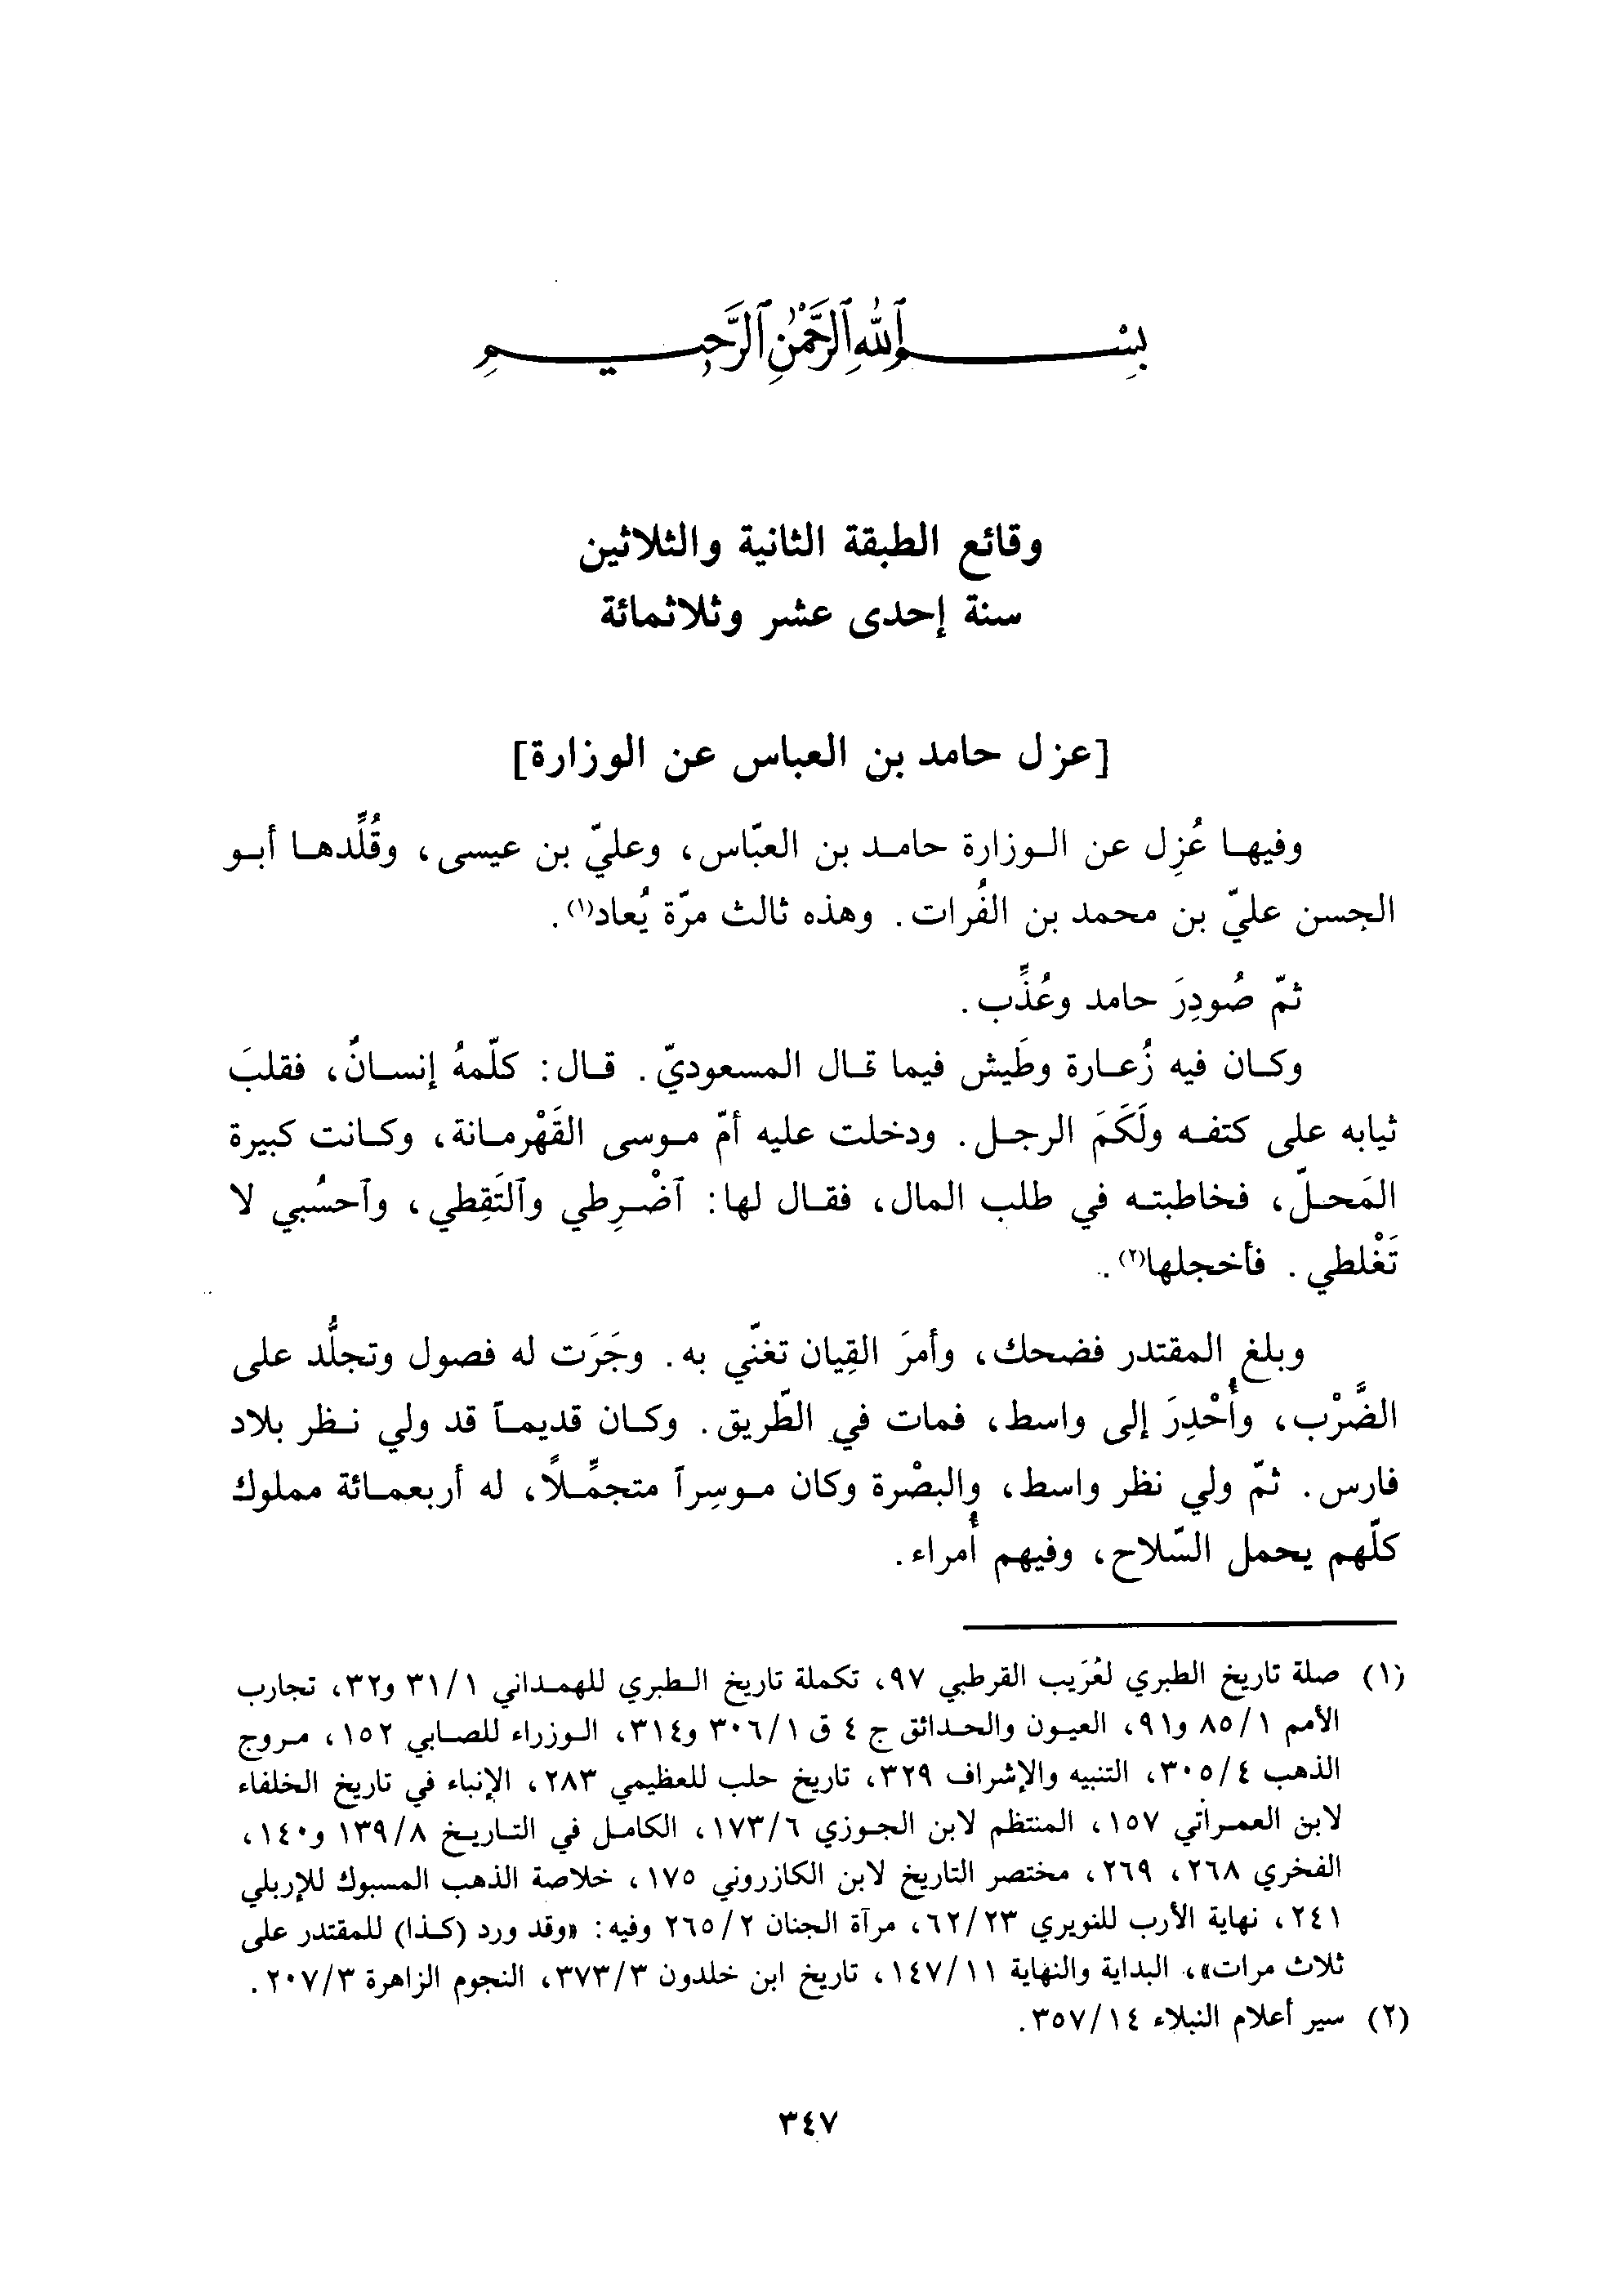 بِسْمِ ٱللهِ ٱلرَّحْمٰنِ ٱلرَّحِيمِ
وقائع الطبقة الثانية والثلاثين
سنة إحدى عشر وثلاثمائة
[عزل حامد بن العباس عن الوزارة]
وفيها عُزِل عن الوزارة حامد بن العبّاس، وعليّ بن عيسى، وقُلِّدها أبو
الحسن عليّ بن محمد بن الفُرات. وهذه ثالث مرّة يُعاد(١).
ثمّ صُودِرَ حامد وعُذِّب.
وكان فيه زُعارة وطَيش فيما قال المسعوديّ. قال: كلّمهُ إنسانٌ، فقلبَ
ثيابه على كتفه ولَكَمَ الرجل. ودخلت عليه أمّ موسى القَهْرمانة، وكانت كبيرة
المَحلّ، فخاطبته في طلب المال، فقال لها: ٱضْرِطي وٱلتَقِطي، وٱحسُبي لا
تَغْلطي. فأخجلها(٢).
وبلغ المقتدر فضحك، وأمرَ القِيان تغنّي به. وجَرَت له فصول وتجلُّد على
الضَّرْب، وأُحْدِرَ إلى واسط، فمات في الطّريق. وكان قديماً قد ولي نظر بلاد
فارس. ثمّ ولي نظر واسط، والبصْرة وكان موسِراً متجمِّلاً، له أربعمائة مملوك
كلّهم يحمل السّلاح، وفيهم أُمراء.
(١) صلة تاريخ الطبري لعُرَيب القرطبي ٩٧، تكملة تاريخ الطبري للهمداني ٣١/١ و٣٢، تجارب
الأمم ٨٥/١ و٩١، العيون والحدائق ج ٤ ق ٣٠٦/١ و٣١٤، الوزراء للصابي ١٥٢، مروج
الذهب ٣٠٥/٤، التنبيه والإشراف ٣٢٩، تاريخ حلب للعظيمي ٢٨٣، الإنباء في تاريخ الخلفاء
لابن العمراني ١٥٧، المنتظم لابن الجوزي ١٧٣/٦، الكامل في التاريخ ١٣٩/٨ و١٤٠،
الفخري ٢٦٨، ٢٦٩، مختصر التاريخ لابن الكازروني ١٧٥، خلاصة الذهب المسبوك للإربلي
٢٤١، نهاية الأرب للنويري ٦٢/٢٣، مرآة الجنان ٢٦٥/٢ وفيه: «وقد ورد (كذا) للمقتدر على
ثلاث مرات»، البداية والنهاية ١٤٧/١١، تاريخ ابن خلدون ٣٧٣/٣، النجوم الزاهرة ٢٠٧/٣.
(٢) سير أعلام النبلاء ٣٥٧/١٤.
٣٤٧